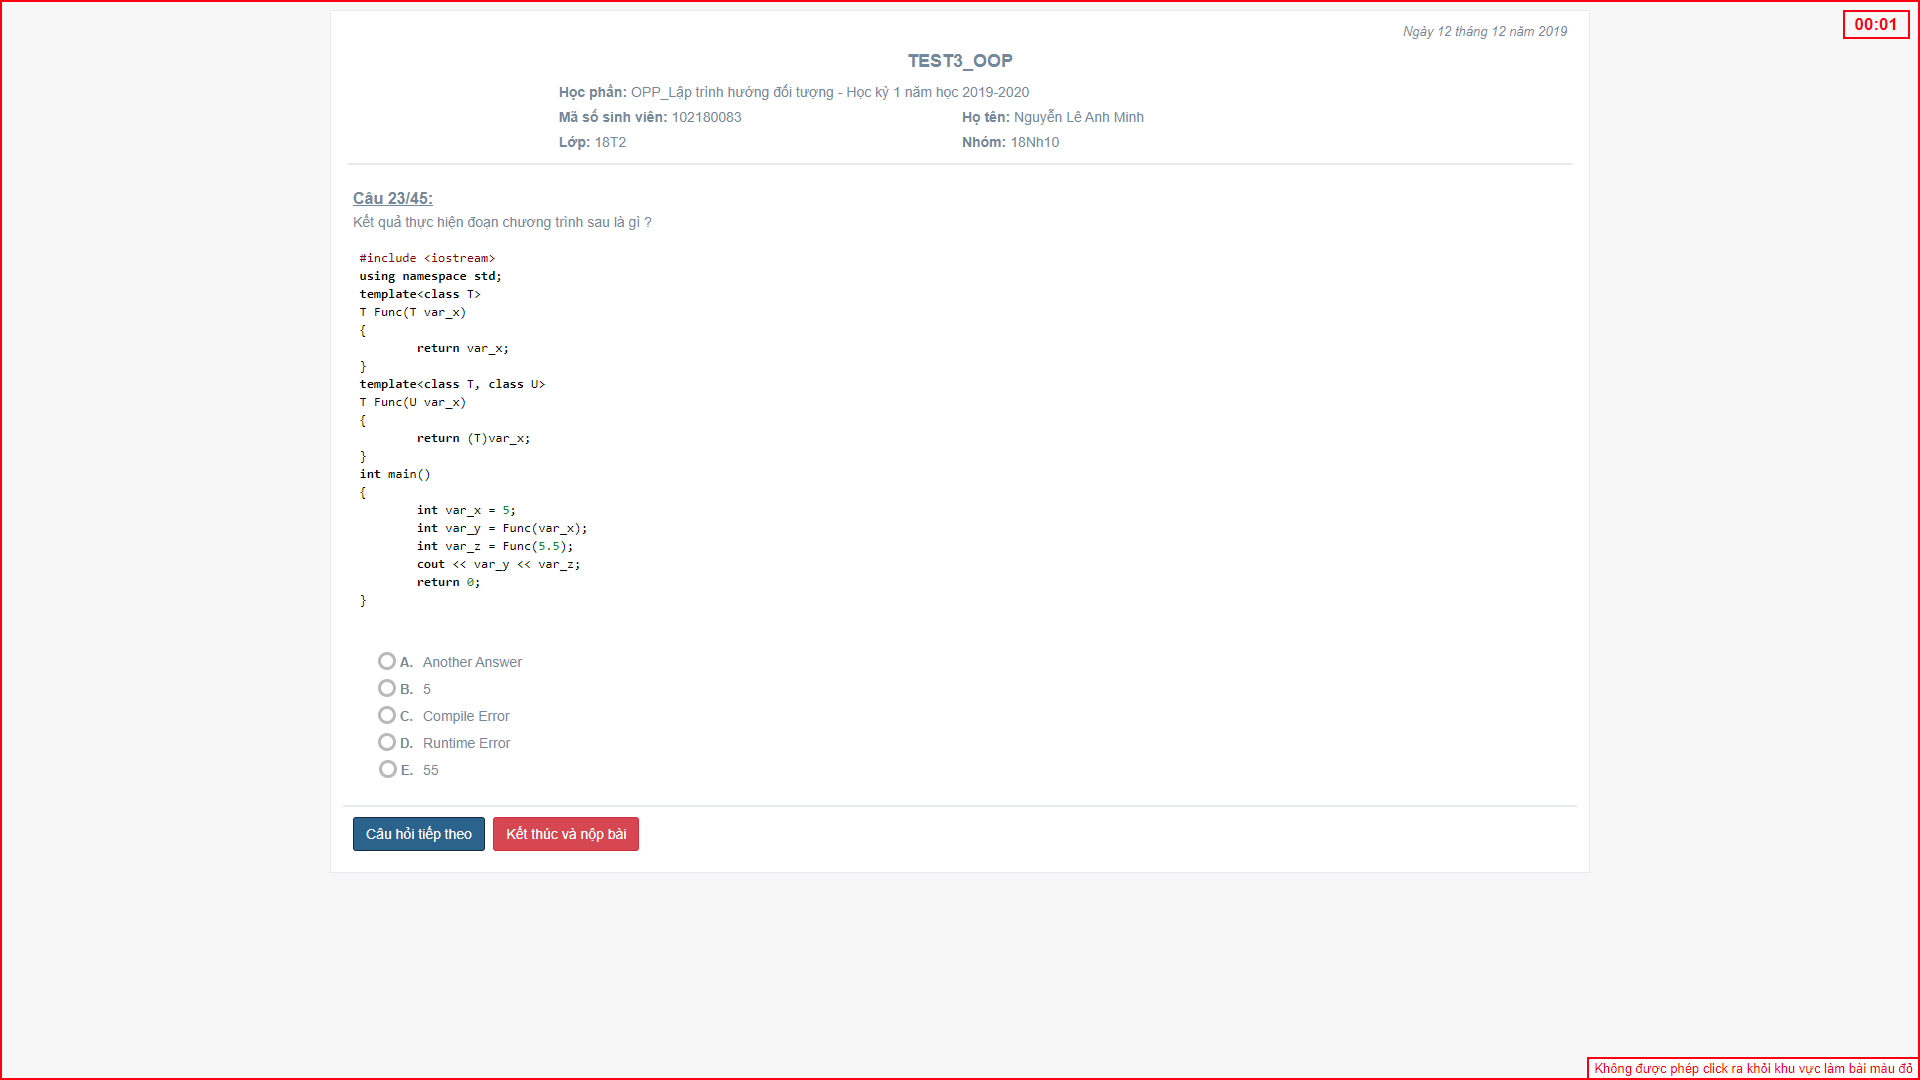 00:01
Ngày 12 tháng 12 năm 2019
TEST3_OOP
Học phần: OPP_Lập trình hướng đối tượng - Học kỳ 1 năm học 2019-2020
Mã số sinh viên: 102180083 Họ tên: Nguyễn Lê Anh Minh
Lớp: 18T2 Nhóm: 18Nh10
Câu 23/45:
Kết quả thực hiện đoạn chương trình sau là gì ?
#include <iostream>
using namespace std;
template<class T>
T Func(T var_x)
{
return var_x;
}
template<class T, class U>
T Func(U var_x)
{
return (T)var_x;
}
int main()
{
int var_x = 5;
int var_y = Func(var_x);
int var_z = Func(5.5);
cout << var_y << var_z;
return 0;
}
A. Another Answer
B. 5
C. Compile Error
D. Runtime Error
E. 55
Câu hỏi tiếp theo Kết thúc và nộp bài
Không được phép click ra khỏi khu vực làm bài màu đỏ